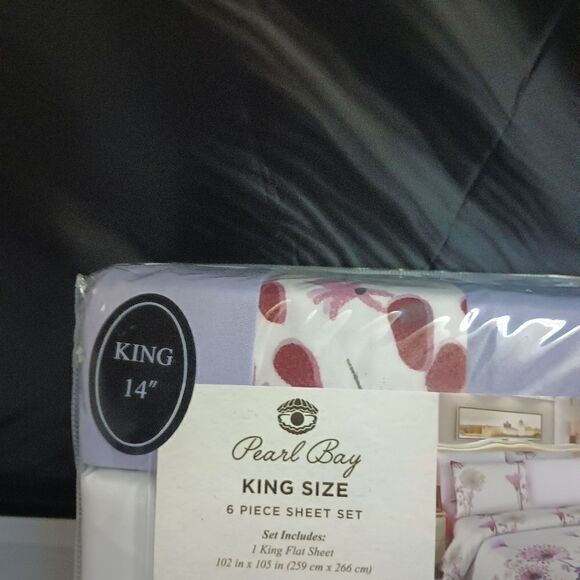 KING
14"
Pearl Bay
KING SIZE
6 PIECE SHEET SET
Set Includes:
1 King Flat Sheet
102 in x 105 in (259 cm x 266 cm)